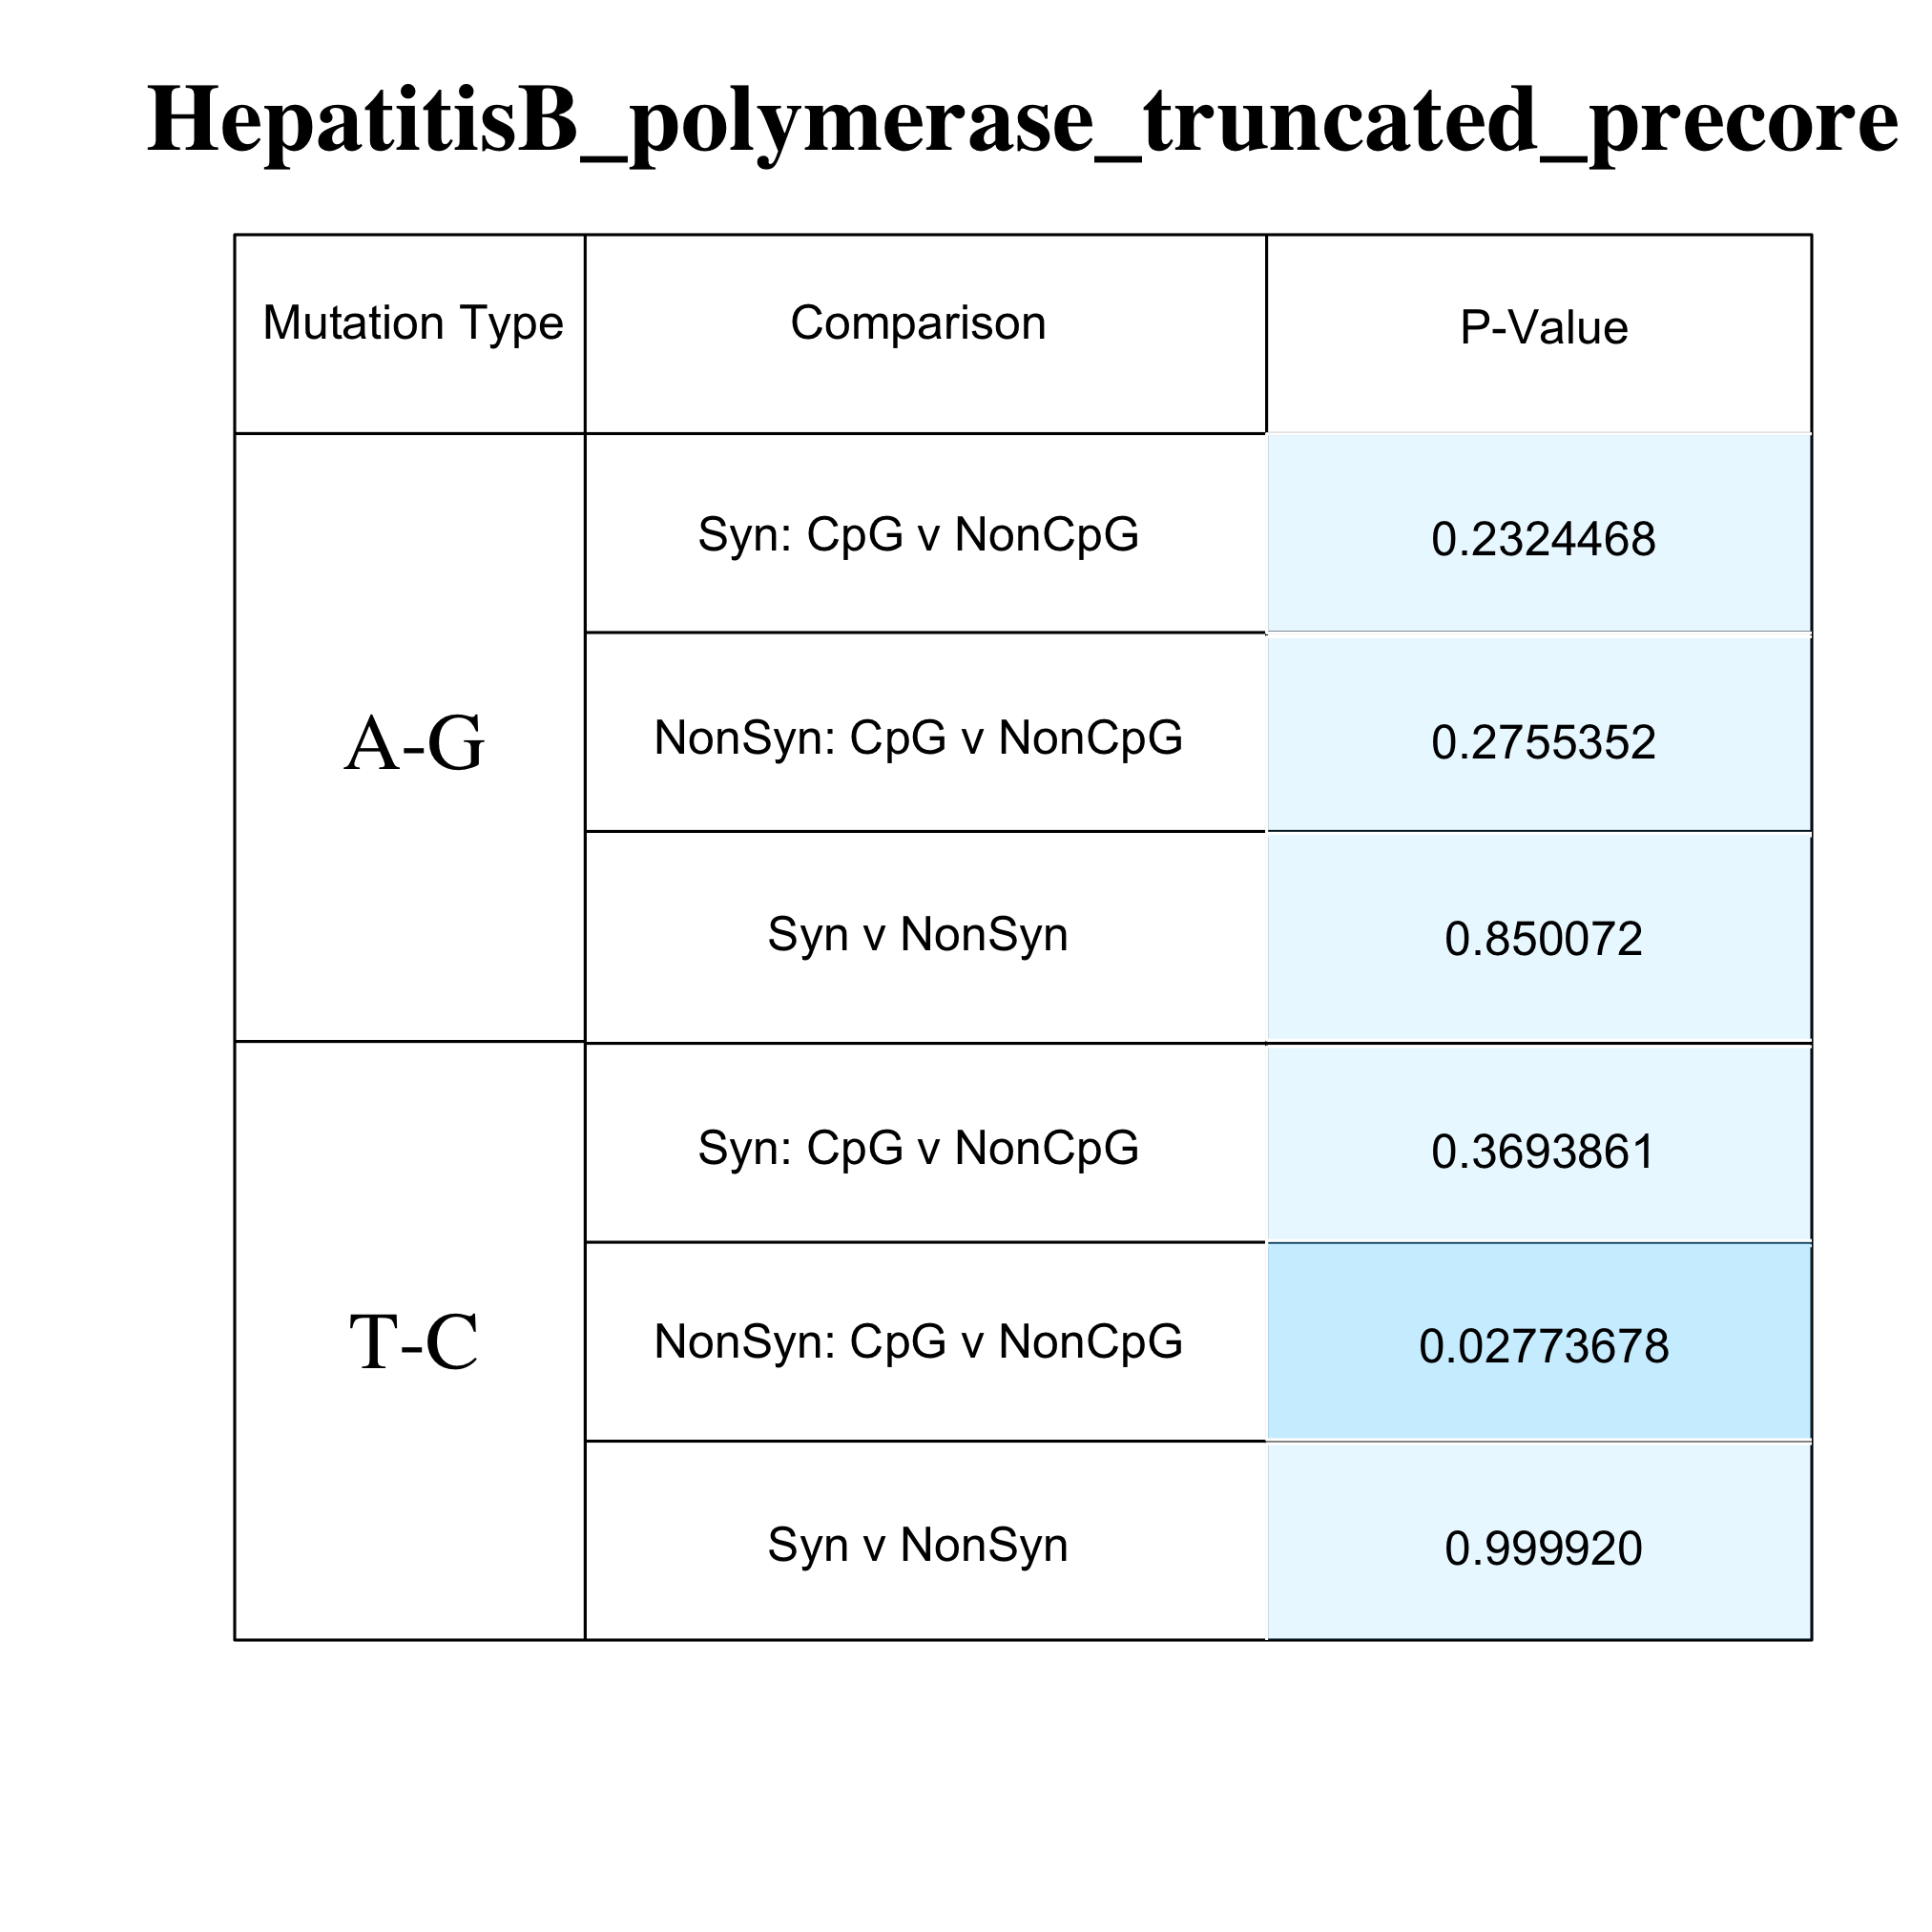 HepatitisB_polymerase_truncated_precore
Mutation Type Comparison P-Value
A-G
Syn: CpG v NonCpG 0.2324468
NonSyn: CpG v NonCpG 0.2755352
Syn v NonSyn 0.850072
T-C
Syn: CpG v NonCpG 0.3693861
NonSyn: CpG v NonCpG 0.02773678
Syn v NonSyn 0.999920